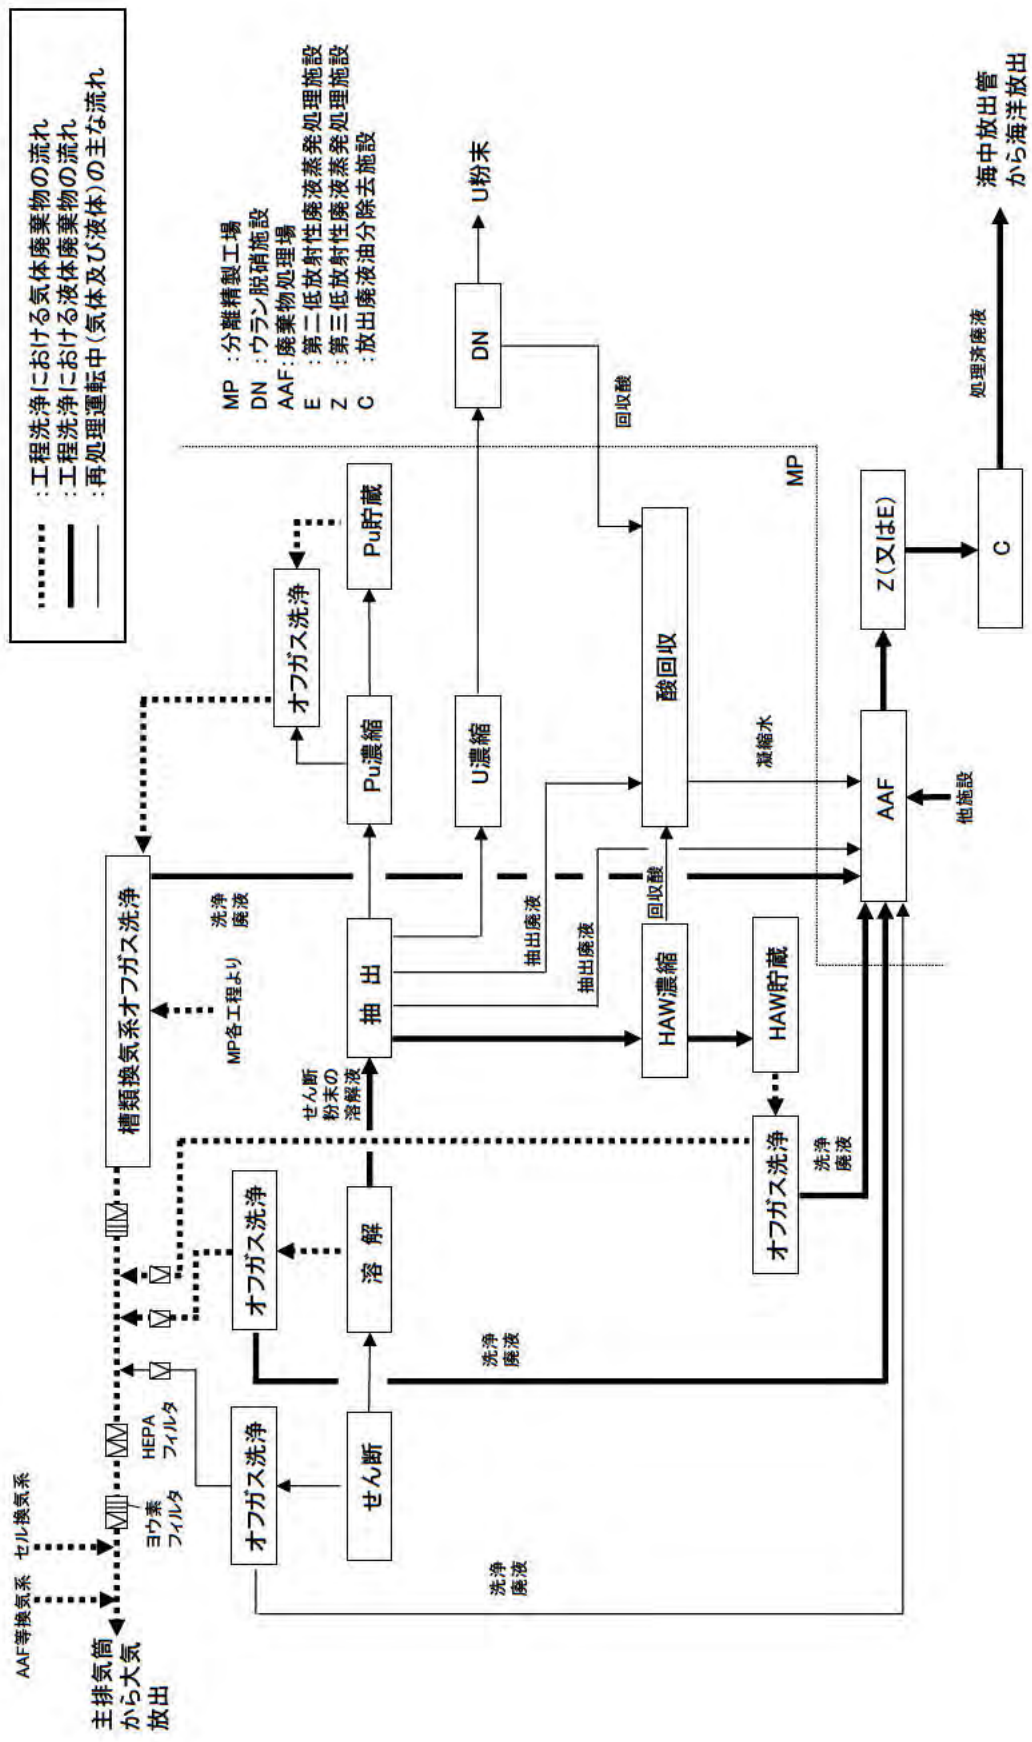 :工程洗浄における気体廃棄物の流れ
:工程洗浄における液体廃棄物の流れ
:再処理運転中(気体及び液体)の主な流れ
MP :分離精製工場
DN :ウラン脱硝施設
AAF:廃棄物処理場
E :第二低放射性廃液蒸発処理施設
Z :第三低放射性廃液蒸発処理施設
C :放出廃液油分除去施設
AAF等換気系
セル換気系
主排気筒
から大気
放出
ヨウ素
フィルタ
HEPA
フィルタ
槽類換気系オフガス洗浄
MP各工程より
洗浄
廃液
オフガス洗浄
オフガス洗浄
オフガス洗浄
せん断
溶 解
せん断
粉末の
溶解液
抽 出
Pu濃縮
Pu貯蔵
U濃縮
DN
U粉末
洗浄
廃液
洗浄
廃液
抽出廃液
抽出廃液
回収酸
回収酸
HAW濃縮
酸回収
HAW貯蔵
オフガス洗浄
洗浄
廃液
凝縮水
MP
AAF
他施設
Z(又はE)
C
処理済廃液
海中放出管
から海洋放出